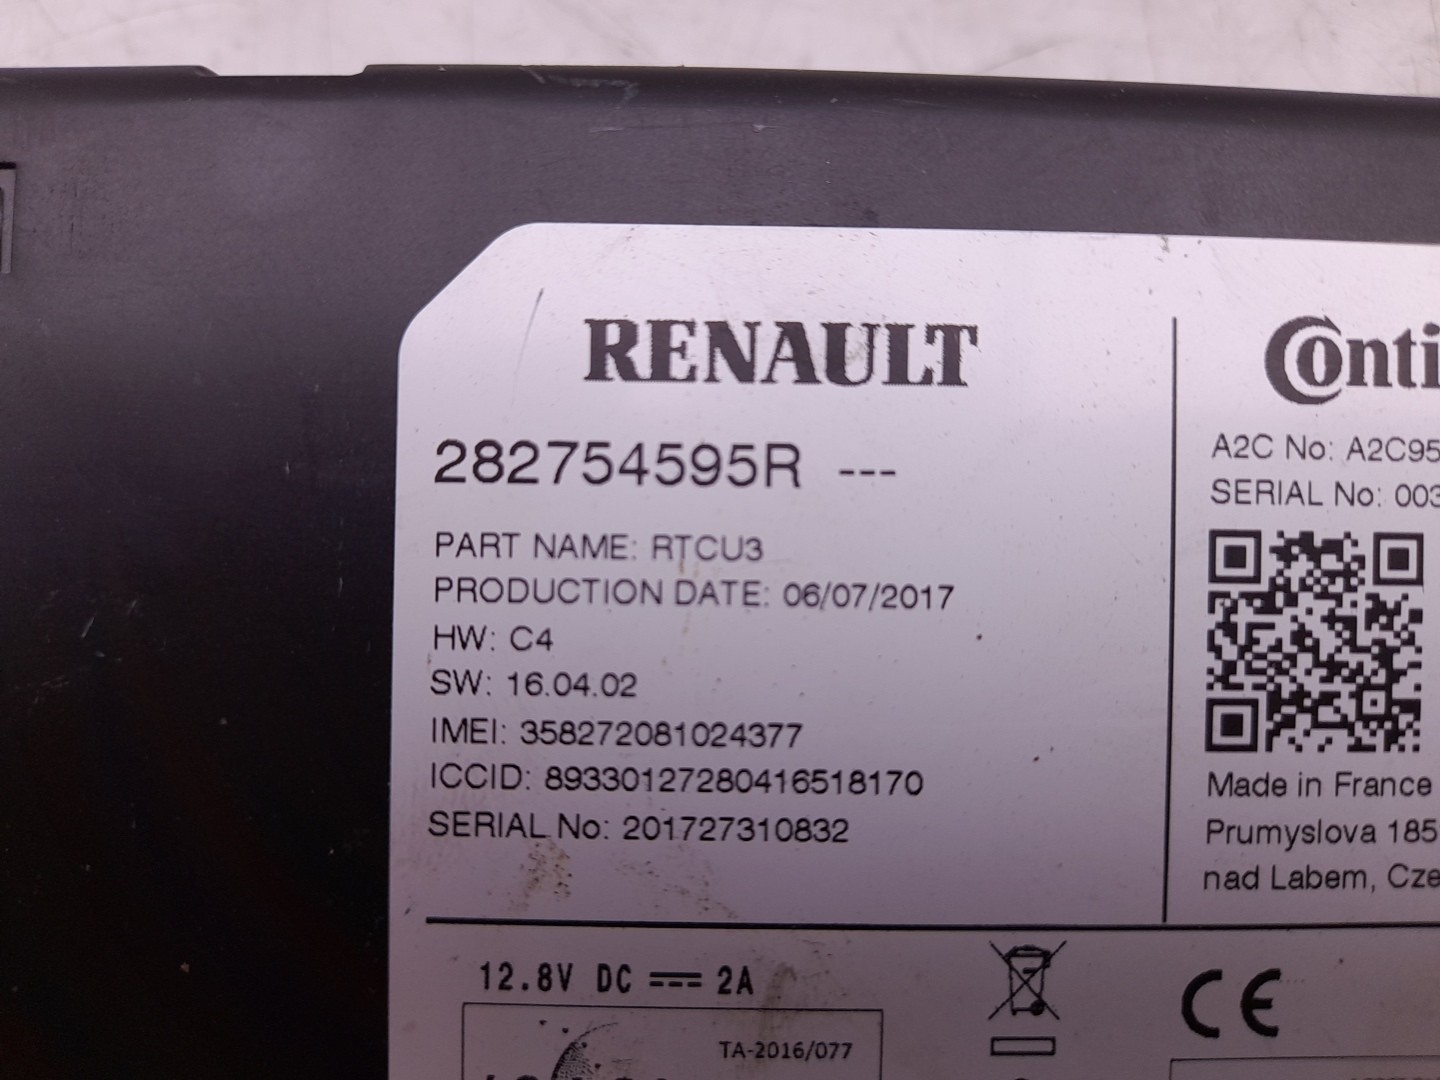 RENAULT
282754595R ---
PART NAME: RTCU3
PRODUCTION DATE: 06/07/2017
HW: C4
SW: 16.04.02
IMEI: 358272081024377
ICCID: 89330127280416518170
SERIAL No: 201727310832
Conti
A2C No: A2C95
SERIAL No: 003
Made in France
Prumyslova 185
nad Labem, Cze
12.8V DC 2A
TA-2016/077
CE